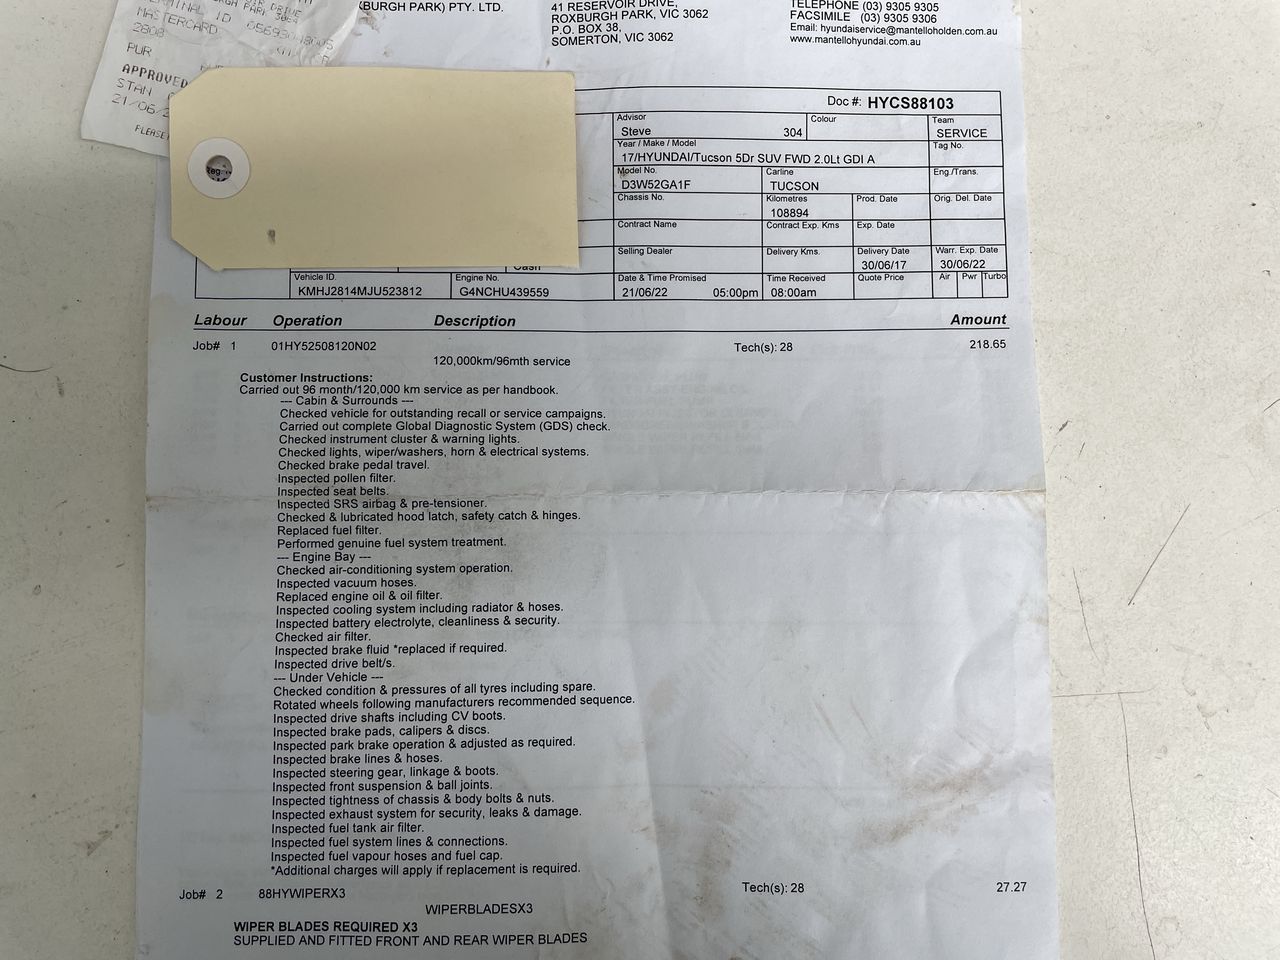 TERMINAL ID
MASTERCARD
2808
PUR
APPROVED
STAN
21/06/2
PLEASE
XBURGH PARK) PTY. LTD.
41 RESERVOIR DRIVE,
ROXBURGH PARK, VIC 3062
P.O. BOX 38,
SOMERTON, VIC 3062
TELEPHONE (03) 9305 9305
FACSIMILE (03) 9305 9306
Email: hyundaiservice@mantelloholden.com.au
www.mantellohyundai.com.au
Doc #: HYCS88103
Advisor Colour Team
Steve 304 SERVICE
Year / Make / Model Tag No.
17/HYUNDAI/Tucson 5Dr SUV FWD 2.0Lt GDI A
Model No. Carline Eng./Trans.
D3W52GA1F TUCSON
Chassis No. Kilometres Prod. Date Orig. Del. Date
108894
Contract Name Contract Exp. Kms Exp. Date
Selling Dealer Delivery Kms. Delivery Date Warr. Exp. Date
Cash 30/06/17 30/06/22
Vehicle ID. Engine No. Date & Time Promised Time Received Quote Price Air Pwr Turbo
KMHJ2814MJU523812 G4NCHU439559 21/06/22 05:00pm 08:00am
Labour Operation Description Amount
Job# 1 01HY52508120N02 Tech(s): 28 218.65
120,000km/96mth service
Customer Instructions:
Carried out 96 month/120,000 km service as per handbook.
--- Cabin & Surrounds ---
Checked vehicle for outstanding recall or service campaigns.
Carried out complete Global Diagnostic System (GDS) check.
Checked instrument cluster & warning lights.
Checked lights, wiper/washers, horn & electrical systems.
Checked brake pedal travel.
Inspected pollen filter.
Inspected seat belts.
Inspected SRS airbag & pre-tensioner.
Checked & lubricated hood latch, safety catch & hinges.
Replaced fuel filter.
Performed genuine fuel system treatment.
--- Engine Bay ---
Checked air-conditioning system operation.
Inspected vacuum hoses.
Replaced engine oil & oil filter.
Inspected cooling system including radiator & hoses.
Inspected battery electrolyte, cleanliness & security.
Checked air filter.
Inspected brake fluid *replaced if required.
Inspected drive belt/s.
--- Under Vehicle ---
Checked condition & pressures of all tyres including spare.
Rotated wheels following manufacturers recommended sequence.
Inspected drive shafts including CV boots.
Inspected brake pads, calipers & discs.
Inspected park brake operation & adjusted as required.
Inspected brake lines & hoses.
Inspected steering gear, linkage & boots.
Inspected front suspension & ball joints.
Inspected tightness of chassis & body bolts & nuts.
Inspected exhaust system for security, leaks & damage.
Inspected fuel tank air filter.
Inspected fuel system lines & connections.
Inspected fuel vapour hoses and fuel cap.
*Additional charges will apply if replacement is required.
Job# 2 88HYWIPERX3 Tech(s): 28 27.27
WIPERBLADESX3
WIPER BLADES REQUIRED X3
SUPPLIED AND FITTED FRONT AND REAR WIPER BLADES